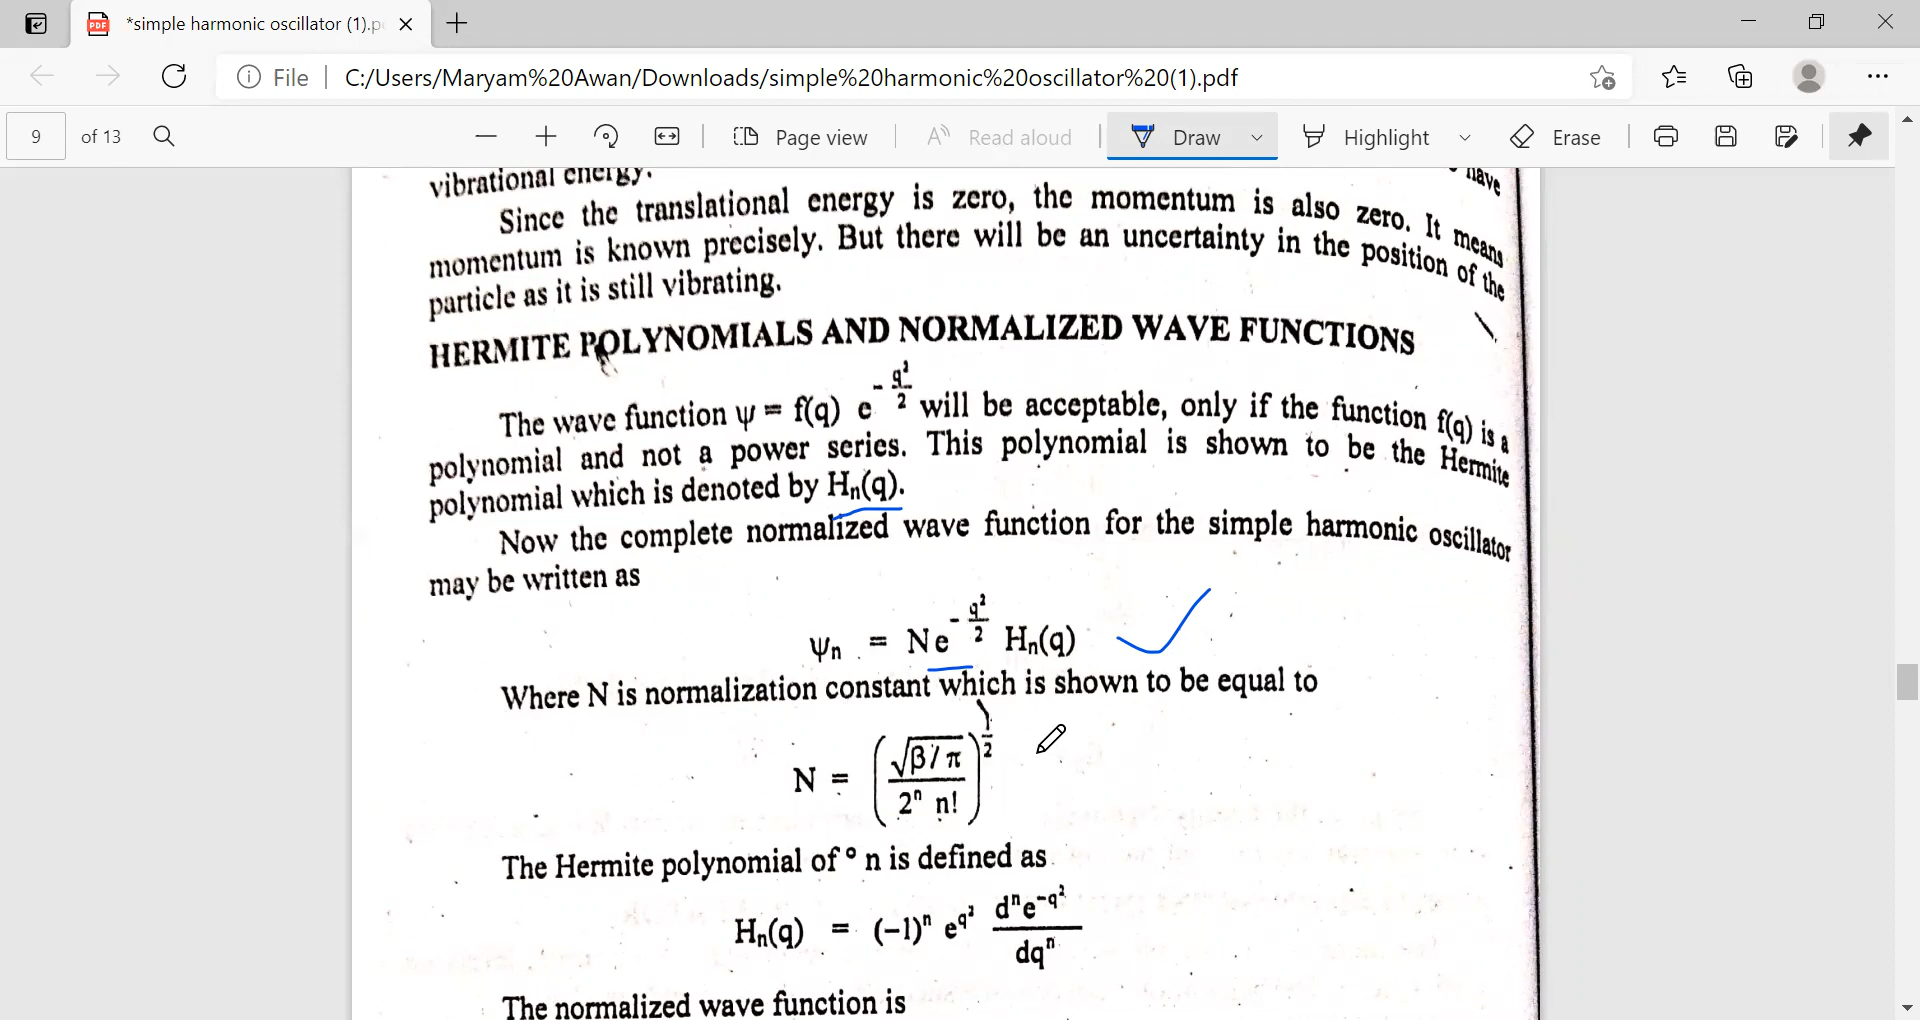 *simple harmonic oscillator (1).p
File | C:/Users/Maryam%20Awan/Downloads/simple%20harmonic%20oscillator%20(1).pdf
9 of 13 Page view Read aloud Draw Highlight Erase
vibrational energy. have
Since the translational energy is zero, the momentum is also zero. It means
momentum is known precisely. But there will be an uncertainty in the position of the
particle as it is still vibrating.
HERMITE POLYNOMIALS AND NORMALIZED WAVE FUNCTIONS
The wave function ψ = f(q) e^(-q²/2) will be acceptable, only if the function f(q) is a
polynomial and not a power series. This polynomial is shown to be the Hermite
polynomial which is denoted by Hₙ(q).
Now the complete normalized wave function for the simple harmonic oscillator
may be written as
ψₙ = N e^(-q²/2) Hₙ(q)
Where N is normalization constant which is shown to be equal to
N = (√(β/π) / 2ⁿ n!)^(1/2)
The Hermite polynomial of ° n is defined as
Hₙ(q) = (−1)ⁿ e^(q²) dⁿe^(−q²) / dqⁿ
The normalized wave function is